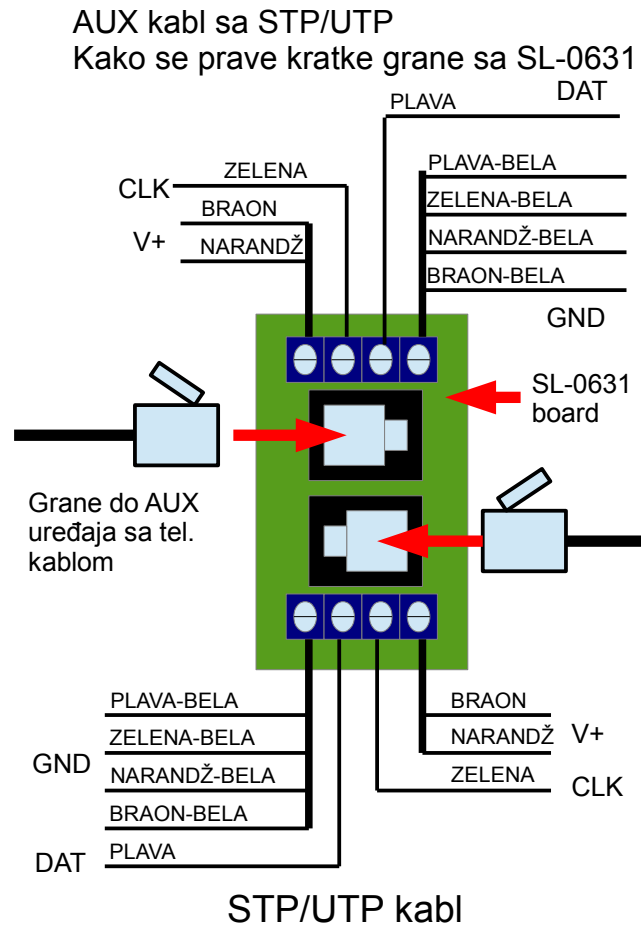 AUX kabl sa STP/UTP
Kako se prave kratke grane sa SL-0631
PLAVA
DAT
ZELENA
CLK
BRAON
V+
NARANDŽ
PLAVA-BELA
ZELENA-BELA
NARANDŽ-BELA
BRAON-BELA
GND
SL-0631
board
Grane do AUX
uređaja sa tel.
kablom
PLAVA-BELA
ZELENA-BELA
GND
NARANDŽ-BELA
BRAON-BELA
DAT
PLAVA
BRAON
NARANDŽ
V+
ZELENA
CLK
STP/UTP kabl